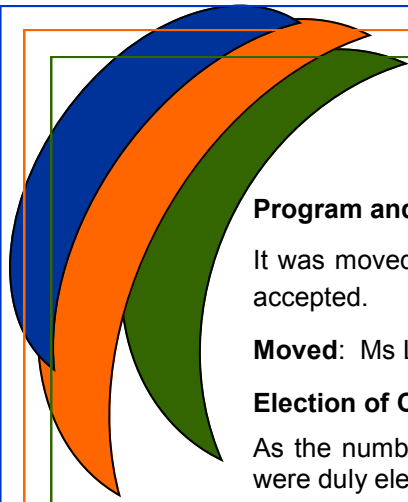 Program and
It was moved
accepted.
Moved: Ms L
Election of
As the numb
were duly ele